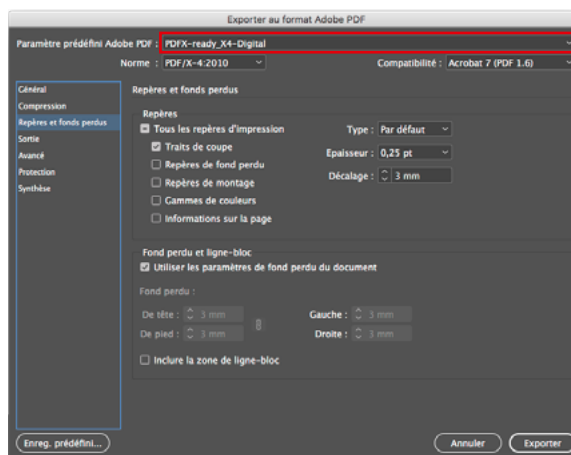 Exporter au format Adobe PDF
Paramètre prédéfini Adobe PDF : PDFX-ready_X4-Digital
Norme : PDF/X-4:2010 Compatibilité : Acrobat 7 (PDF 1.6)
Général
Compression
Repères et fonds perdus
Sortie
Avancé
Protection
Synthèse
Repères et fonds perdus
Repères
Tous les repères d'impression
Traits de coupe
Repères de fond perdu
Repères de montage
Gammes de couleurs
Informations sur la page
Type : Par défaut
Epaisseur : 0,25 pt
Décalage : 3 mm
Fond perdu et ligne-bloc
Utiliser les paramètres de fond perdu du document
Fond perdu :
De tête : 3 mm Gauche : 3 mm
De pied : 3 mm Droite : 3 mm
Inclure la zone de ligne-bloc
Enreg. prédéfini... Annuler Exporter